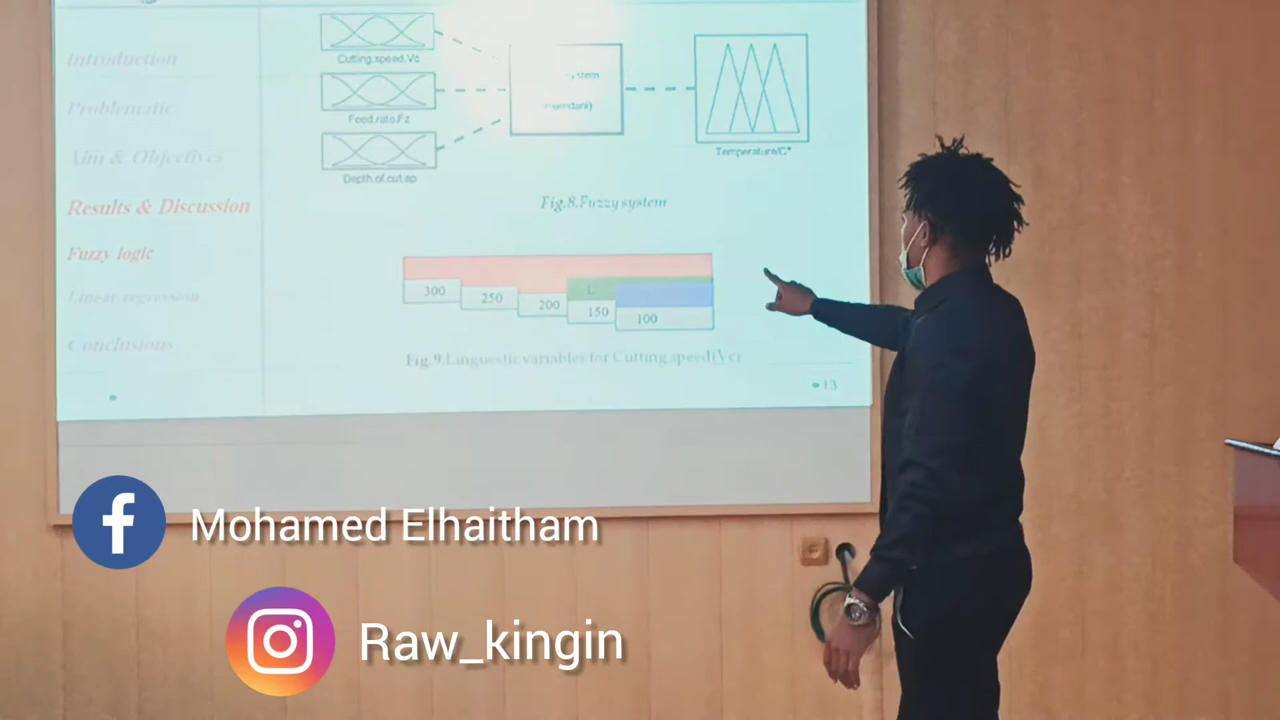 Introduction
Problematic
Aim & Objectives
Results & Discussion
Fuzzy logic
Linear regression
Conclusions
Cutting.speed.Vc
Feed.rate.Fz
Depth.of.cut.ap
Temperature/C°
Fig.8.Fuzzy system
300
250
200
L
150
100
Fig.9.Linguestic variables for Cutting speed(Vc)
13
Mohamed Elhaitham
Raw_kingin